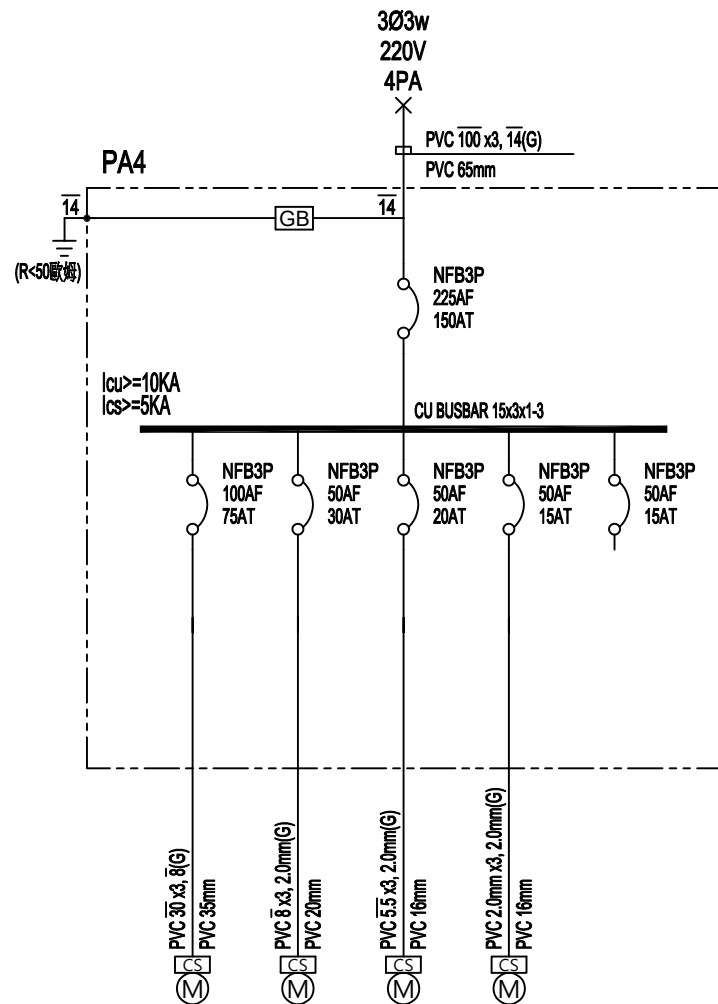 3Ø3w
220V
4PA
PVC 100 x3, 14(G)
PVC 65mm
PA4
14
GB
14
(R<50歐姆)
NFB3P
225AF
150AT
Icu>=10KA
Ics>=5KA
CU BUSBAR 15x3x1-3
NFB3P
100AF
75AT
NFB3P
50AF
30AT
NFB3P
50AF
20AT
NFB3P
50AF
15AT
NFB3P
50AF
15AT
PVC 30 x3, 8(G)
PVC 35mm
PVC 8 x3, 2.0mm(G)
PVC 20mm
PVC 5.5 x3, 2.0mm(G)
PVC 16mm
PVC 2.0mm x3, 2.0mm(G)
PVC 16mm
CS
M
CS
M
CS
M
CS
M